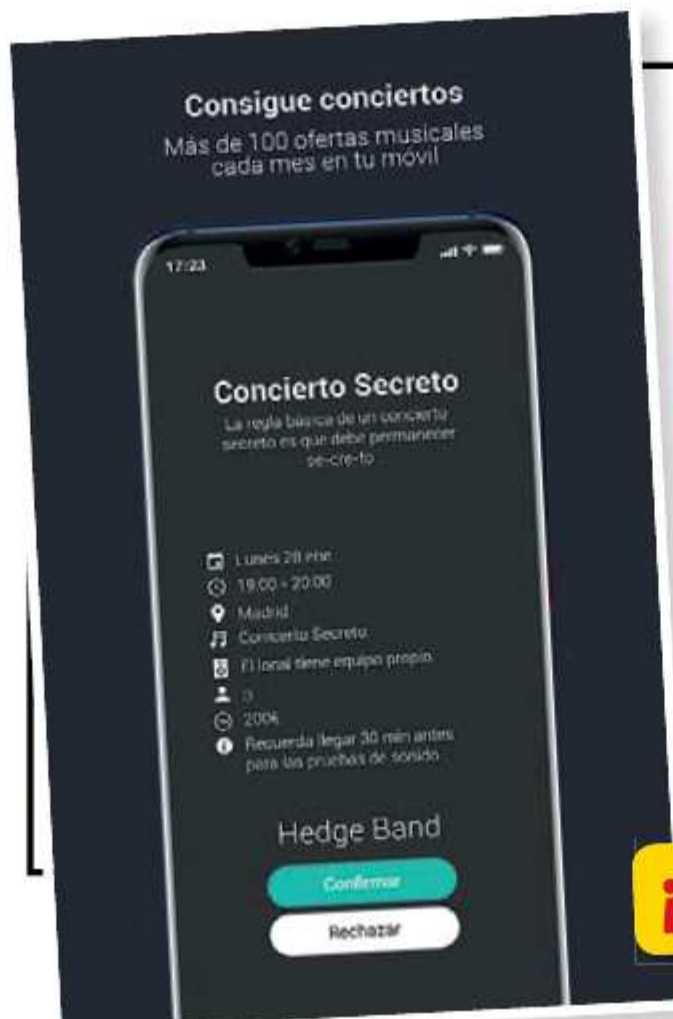 Consigue conciertos
Más de 100 ofertas musicales
cada mes en tu móvil
17:23
Concierto Secreto
La regla básica de un concierto
secreto es que debe permanecer
se-cre-to
Lunes 28 ene
19:00 - 20:00
Madrid
Concierto Secreto
El local tiene equipo propio
200€
Recuerda llegar 30 min antes
para las pruebas de sonido
Hedge Band
Confirmar
Rechazar